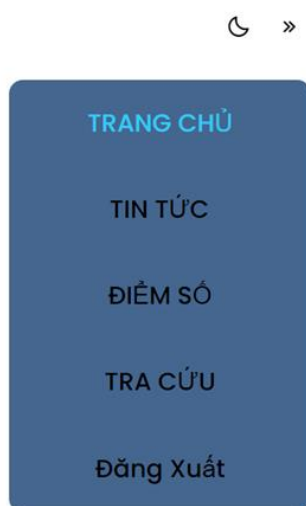 TRANG CHỦ
TIN TỨC
ĐIỂM SỐ
TRA CỨU
Đăng Xuất